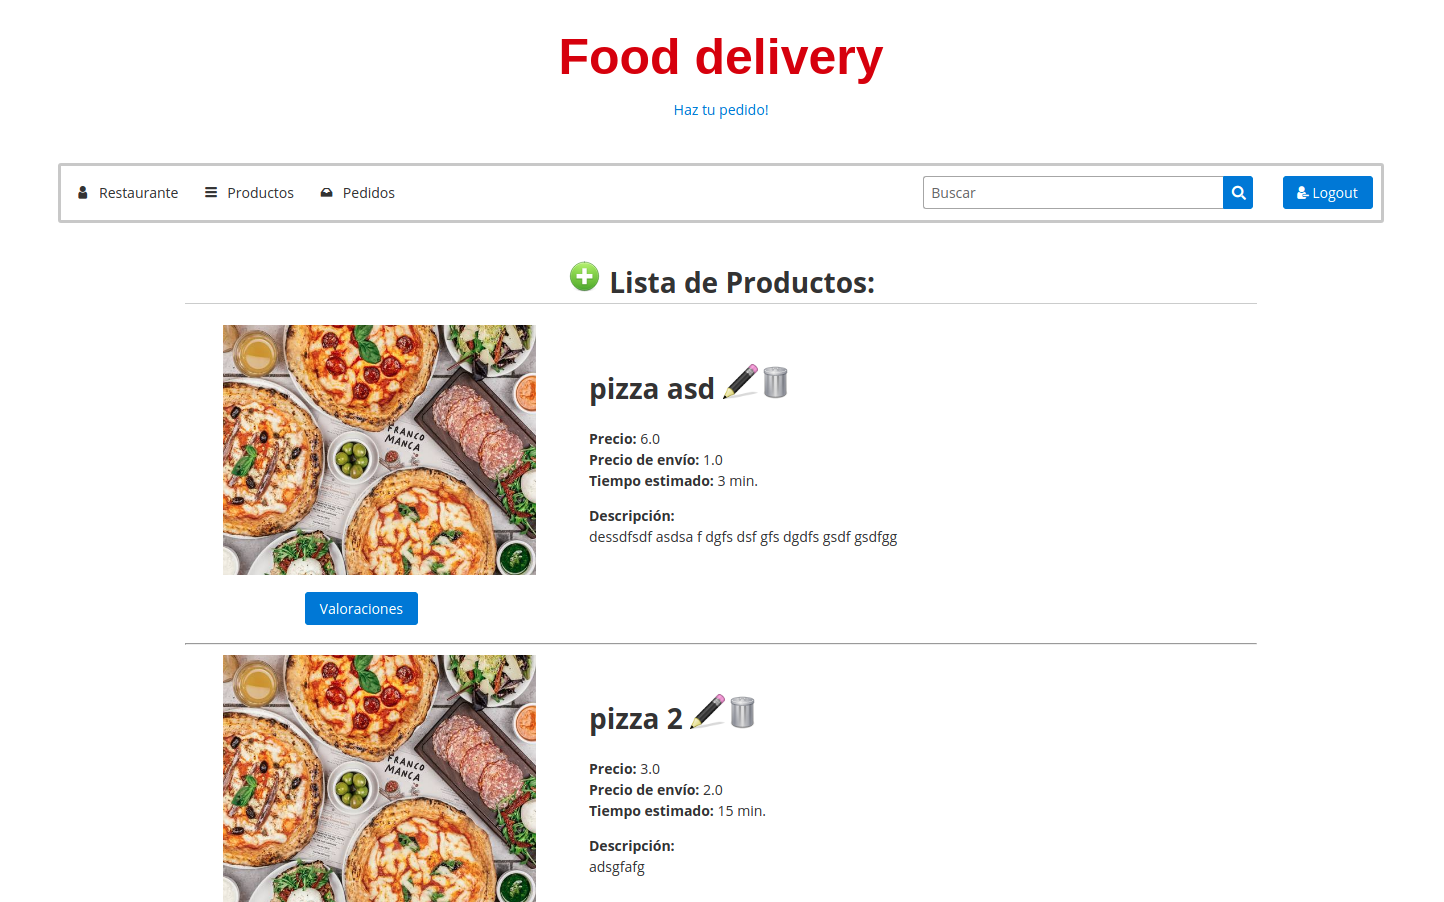 Food delivery
Haz tu pedido!
Restaurante
Productos
Pedidos
Buscar
Logout
Lista de Productos:
FRANCO
MANCA
pizza asd
Precio: 6.0
Precio de envío: 1.0
Tiempo estimado: 3 min.
Descripción:
dessdfsdf asdsa f dgfs dsf gfs dgdfs gsdf gsdfgg
Valoraciones
FRANCO
MANCA
pizza 2
Precio: 3.0
Precio de envío: 2.0
Tiempo estimado: 15 min.
Descripción:
adsgfafg